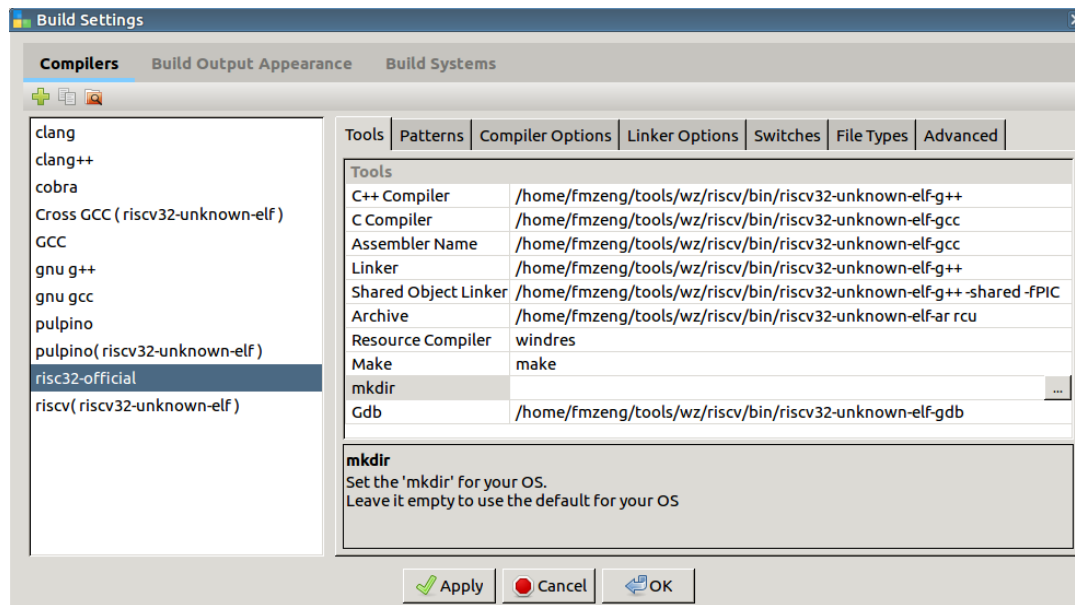 Build Settings
Compilers Build Output Appearance Build Systems
clang
clang++
cobra
Cross GCC ( riscv32-unknown-elf )
GCC
gnu g++
gnu gcc
pulpino
pulpino( riscv32-unknown-elf )
risc32-official
riscv( riscv32-unknown-elf )
Tools Patterns Compiler Options Linker Options Switches File Types Advanced
Tools
C++ Compiler /home/fmzeng/tools/wz/riscv/bin/riscv32-unknown-elf-g++
C Compiler /home/fmzeng/tools/wz/riscv/bin/riscv32-unknown-elf-gcc
Assembler Name /home/fmzeng/tools/wz/riscv/bin/riscv32-unknown-elf-gcc
Linker /home/fmzeng/tools/wz/riscv/bin/riscv32-unknown-elf-g++
Shared Object Linker /home/fmzeng/tools/wz/riscv/bin/riscv32-unknown-elf-g++ -shared -fPIC
Archive /home/fmzeng/tools/wz/riscv/bin/riscv32-unknown-elf-ar rcu
Resource Compiler windres
Make make
mkdir ...
Gdb /home/fmzeng/tools/wz/riscv/bin/riscv32-unknown-elf-gdb
mkdir
Set the 'mkdir' for your OS.
Leave it empty to use the default for your OS
Apply Cancel OK